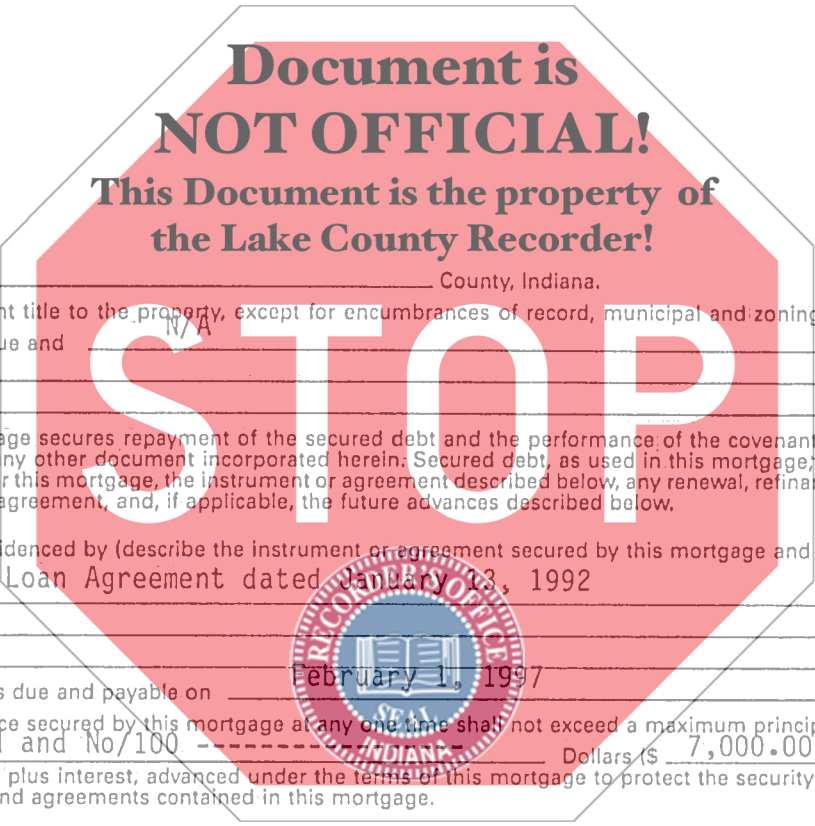 Document is
NOT OFFICIAL!
This Document is the property of
the Lake County Recorder!
County, Indiana.
title to the property, except for encumbrances of record, municipal and zoning
N/A
and
STOP
secures repayment of the secured debt and the performance of the covenant
other document incorporated herein. Secured debt, as used in this mortgage,
this mortgage, the instrument or agreement described below, any renewal,
agreement, and, if applicable, the future advances described below.
(describe the instrument or agreement secured by this mortgage and
Loan Agreement dated January 13, 1992
RECORDER'S OFFICE
February 1, 1997
due and payable on
SEAL
secured by this mortgage at any one time shall not exceed a maximum
and No/100 --------------------
INDIANA
Dollars ($ 7,000.00
plus interest, advanced under the terms of this mortgage to protect the security
agreements contained in this mortgage.